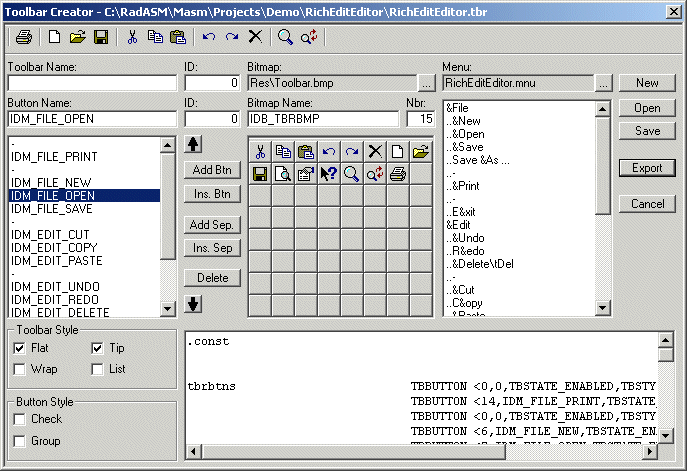 Toolbar Creator - C:\RadASM\Masm\Projects\Demo\RichEditEditor\RichEditEditor.tbr
Toolbar Name: ID: Bitmap: Menu:
0 Res\Toolbar.bmp ... RichEditEditor.mnu ... New
Button Name: ID: Bitmap Name: Nbr:
IDM_FILE_OPEN 0 IDB_TBRBMP 15
Open
Save
Export
Cancel
-
IDM_FILE_PRINT
-
IDM_FILE_NEW
IDM_FILE_OPEN
IDM_FILE_SAVE
-
IDM_EDIT_CUT
IDM_EDIT_COPY
IDM_EDIT_PASTE
-
IDM_EDIT_UNDO
IDM_EDIT_REDO
IDM_EDIT_DELETE
Add Btn
Ins. Btn
Add Sep.
Ins. Sep
Delete
&File
..&New
..&Open
..&Save
..Save &As ...
..-
..&Print
..-
..E&xit
&Edit
..&Undo
..R&edo
..&Delete\tDel
..-
..&Cut
..C&opy
..&Paste
Toolbar Style
Flat Tip
Wrap List
Button Style
Check
Group
.const
tbrbtns TBBUTTON <0,0,TBSTATE_ENABLED,TBSTY
TBBUTTON <14,IDM_FILE_PRINT,TBSTATE
TBBUTTON <0,0,TBSTATE_ENABLED,TBSTY
TBBUTTON <6,IDM_FILE_NEW,TBSTATE_EN
TBBUTTON <7,IDM_FILE_OPEN,TBSTATE_E